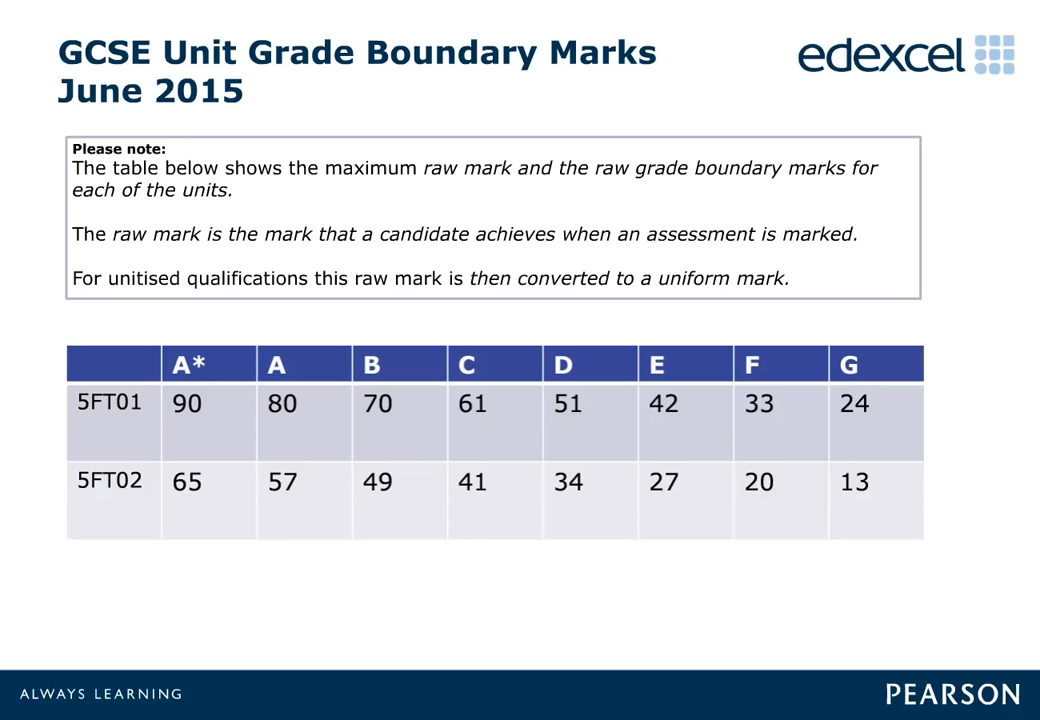 GCSE Unit Grade Boundary Marks
June 2015
edexcel
Please note:
The table below shows the maximum raw mark and the raw grade boundary marks for
each of the units.
The raw mark is the mark that a candidate achieves when an assessment is marked.
For unitised qualifications this raw mark is then converted to a uniform mark.
A* A B C D E F G
5FT01 90 80 70 61 51 42 33 24
5FT02 65 57 49 41 34 27 20 13
ALWAYS LEARNING
PEARSON